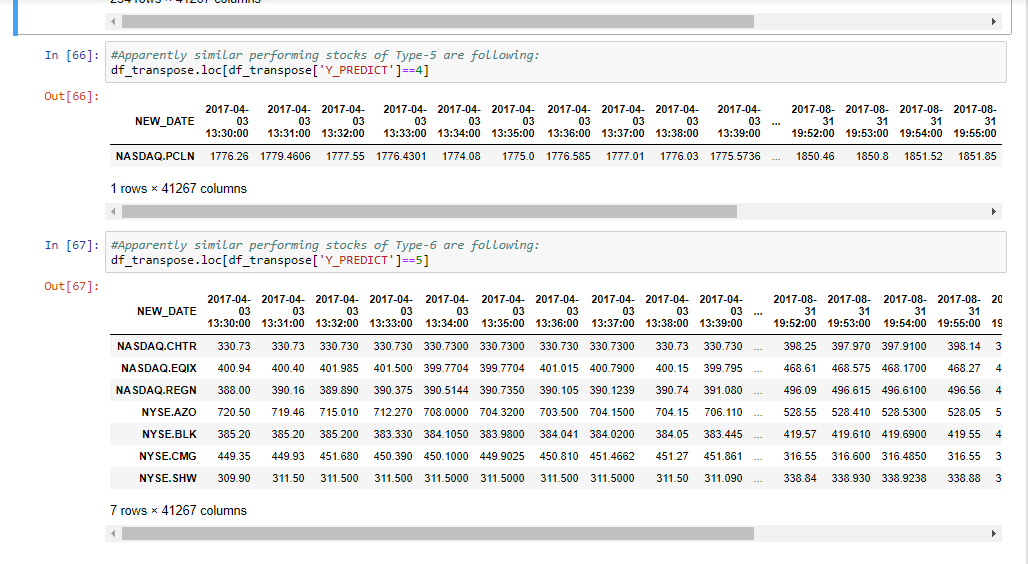 In [66]: #Apparently similar performing stocks of Type-5 are following:
df_transpose.loc[df_transpose['Y_PREDICT']==4]
Out[66]:
NEW_DATE 2017-04-03 13:30:00 2017-04-03 13:31:00 2017-04-03 13:32:00 2017-04-03 13:33:00 2017-04-03 13:34:00 2017-04-03 13:35:00 2017-04-03 13:36:00 2017-04-03 13:37:00 2017-04-03 13:38:00 2017-04-03 13:39:00 ... 2017-08-31 19:52:00 2017-08-31 19:53:00 2017-08-31 19:54:00 2017-08-31 19:55:00
NASDAQ.PCLN 1776.26 1779.4606 1777.55 1776.4301 1774.08 1775.0 1776.585 1777.01 1776.03 1775.5736 ... 1850.46 1850.8 1851.52 1851.85
1 rows × 41267 columns
In [67]: #Apparently similar performing stocks of Type-6 are following:
df_transpose.loc[df_transpose['Y_PREDICT']==5]
Out[67]:
NEW_DATE 2017-04-03 13:30:00 2017-04-03 13:31:00 2017-04-03 13:32:00 2017-04-03 13:33:00 2017-04-03 13:34:00 2017-04-03 13:35:00 2017-04-03 13:36:00 2017-04-03 13:37:00 2017-04-03 13:38:00 2017-04-03 13:39:00 ... 2017-08-31 19:52:00 2017-08-31 19:53:00 2017-08-31 19:54:00 2017-08-31 19:55:00 20 19
NASDAQ.CHTR 330.73 330.73 330.730 330.730 330.7300 330.7300 330.730 330.7300 330.73 330.730 ... 398.25 397.970 397.9100 398.14 3
NASDAQ.EQIX 400.94 400.40 401.985 401.500 399.7704 399.7704 401.015 400.7900 400.15 399.795 ... 468.61 468.575 468.1700 468.27 4
NASDAQ.REGN 388.00 390.16 389.890 390.375 390.5144 390.7350 390.105 390.1239 390.74 391.080 ... 496.09 496.615 496.6100 496.56 4
NYSE.AZO 720.50 719.46 715.010 712.270 708.0000 704.3200 703.500 704.1500 704.15 706.110 ... 528.55 528.410 528.5300 528.05 5
NYSE.BLK 385.20 385.20 385.200 383.330 384.1050 383.9800 384.041 384.0200 384.05 383.445 ... 419.57 419.610 419.6900 419.55 4
NYSE.CMG 449.35 449.93 451.680 450.390 450.1000 449.9025 450.810 451.4662 451.27 451.861 ... 316.55 316.600 316.4850 316.55 3
NYSE.SHW 309.90 311.50 311.500 311.500 311.5000 311.5000 311.500 311.5000 311.50 311.090 ... 338.84 338.930 338.9238 338.88 3
7 rows × 41267 columns